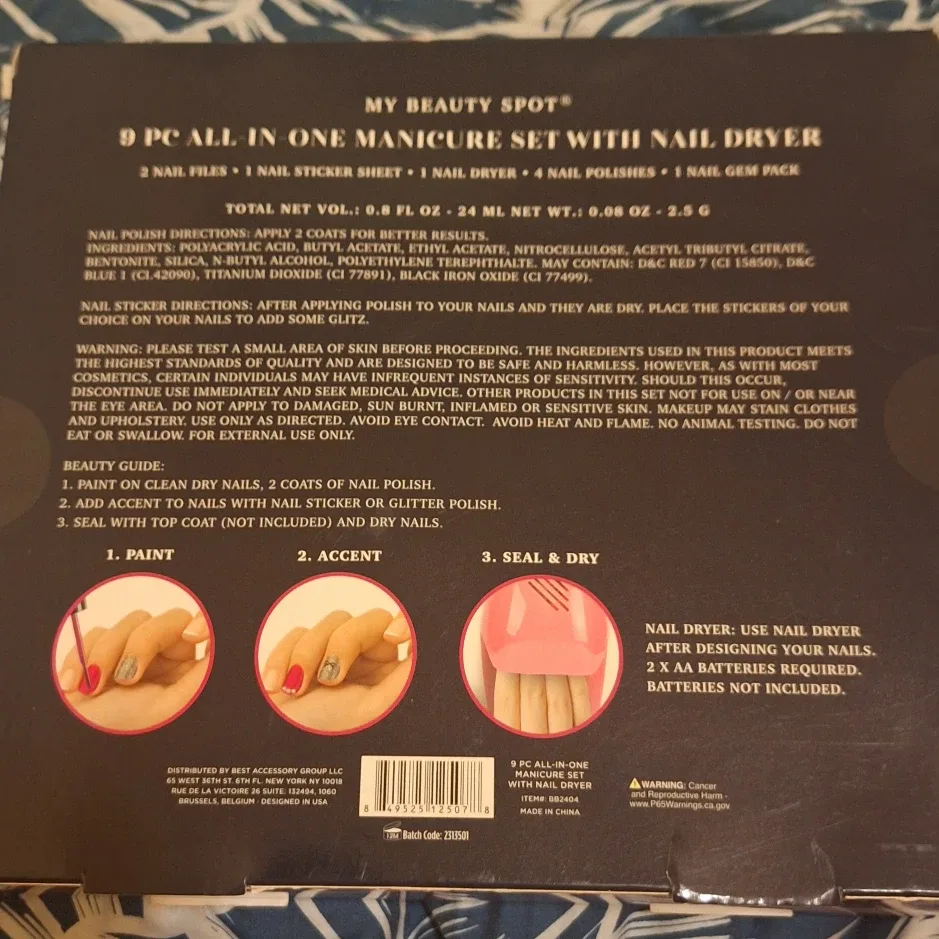 MY BEAUTY SPOT®
9 PC ALL-IN-ONE MANICURE SET WITH NAIL DRYER
2 NAIL FILES • 1 NAIL STICKER SHEET • 1 NAIL DRYER • 4 NAIL POLISHES • 1 NAIL GEM PACK
TOTAL NET VOL.: 0.8 FL OZ - 24 ML NET WT.: 0.08 OZ - 2.5 G
NAIL POLISH DIRECTIONS: APPLY 2 COATS FOR BETTER RESULTS.
INGREDIENTS: POLYACRYLIC ACID, BUTYL ACETATE, ETHYL ACETATE, NITROCELLULOSE, ACETYL TRIBUTYL CITRATE,
BENTONITE, SILICA, N-BUTYL ALCOHOL, POLYETHYLENE TEREPHTHALTE. MAY CONTAIN: D&C RED 7 (CI 15850), D&C
BLUE 1 (CI.42090), TITANIUM DIOXIDE (CI 77891), BLACK IRON OXIDE (CI 77499).
NAIL STICKER DIRECTIONS: AFTER APPLYING POLISH TO YOUR NAILS AND THEY ARE DRY. PLACE THE STICKERS OF YOUR
CHOICE ON YOUR NAILS TO ADD SOME GLITZ.
WARNING: PLEASE TEST A SMALL AREA OF SKIN BEFORE PROCEEDING. THE INGREDIENTS USED IN THIS PRODUCT MEETS
THE HIGHEST STANDARDS OF QUALITY AND ARE DESIGNED TO BE SAFE AND HARMLESS. HOWEVER, AS WITH MOST
COSMETICS, CERTAIN INDIVIDUALS MAY HAVE INFREQUENT INSTANCES OF SENSITIVITY. SHOULD THIS OCCUR,
DISCONTINUE USE IMMEDIATELY AND SEEK MEDICAL ADVICE. OTHER PRODUCTS IN THIS SET NOT FOR USE ON / OR NEAR
THE EYE AREA. DO NOT APPLY TO DAMAGED, SUN BURNT, INFLAMED OR SENSITIVE SKIN. MAKEUP MAY STAIN CLOTHES
AND UPHOLSTERY. USE ONLY AS DIRECTED. AVOID EYE CONTACT. AVOID HEAT AND FLAME. NO ANIMAL TESTING. DO NOT
EAT OR SWALLOW. FOR EXTERNAL USE ONLY.
BEAUTY GUIDE:
1. PAINT ON CLEAN DRY NAILS, 2 COATS OF NAIL POLISH.
2. ADD ACCENT TO NAILS WITH NAIL STICKER OR GLITTER POLISH.
3. SEAL WITH TOP COAT (NOT INCLUDED) AND DRY NAILS.
1. PAINT
2. ACCENT
3. SEAL & DRY
NAIL DRYER: USE NAIL DRYER
AFTER DESIGNING YOUR NAILS.
2 X AA BATTERIES REQUIRED.
BATTERIES NOT INCLUDED.
DISTRIBUTED BY BEST ACCESSORY GROUP LLC
65 WEST 36TH ST. 6TH FL. NEW YORK NY 10018
RUE DE LA VICTOIRE 26 SUITE: 132494, 1060
BRUSSELS, BELGIUM · DESIGNED IN USA
8 49525 12507 8
12M Batch Code: 2313501
9 PC ALL-IN-ONE
MANICURE SET
WITH NAIL DRYER
ITEM#: BB2404
MADE IN CHINA
WARNING: Cancer
and Reproductive Harm -
www.P65Warnings.ca.gov